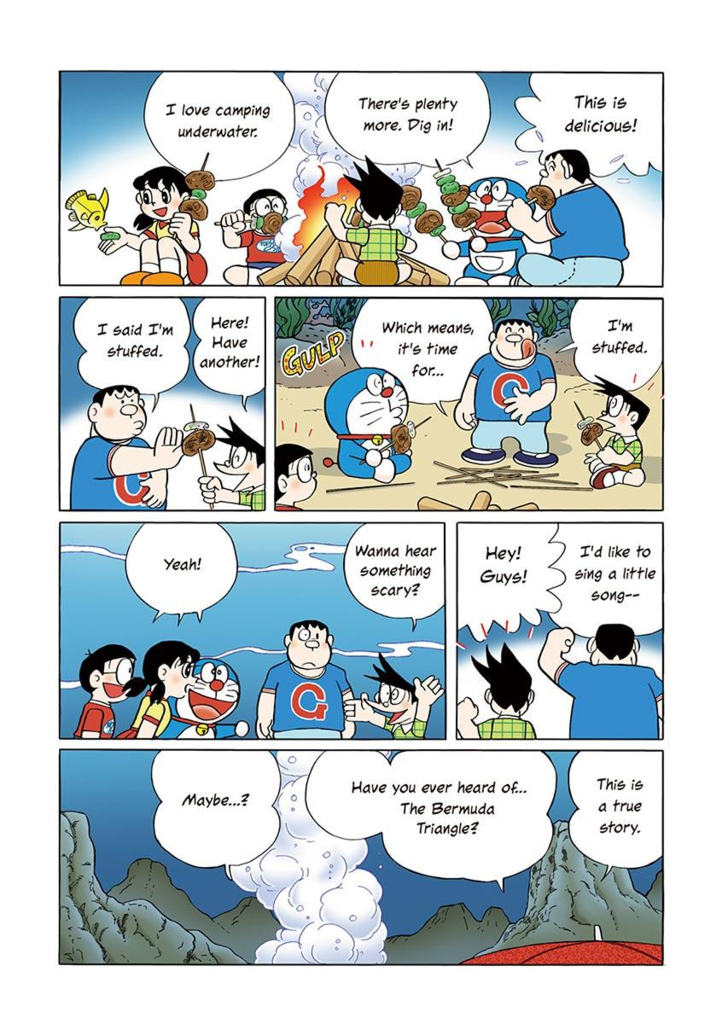 This is
delicious!
There's plenty
more. Dig in!
I love camping
underwater.
I'm
stuffed.
Which means,
it's time
for...
G
GULP
Here!
Have
another!
I said I'm
stuffed.
G
I'd like to
sing a little
song--
Hey!
Guys!
Wanna hear
something
scary?
G
Yeah!
This is
a true
story.
Have you ever heard of...
The Bermuda
Triangle?
Maybe...?